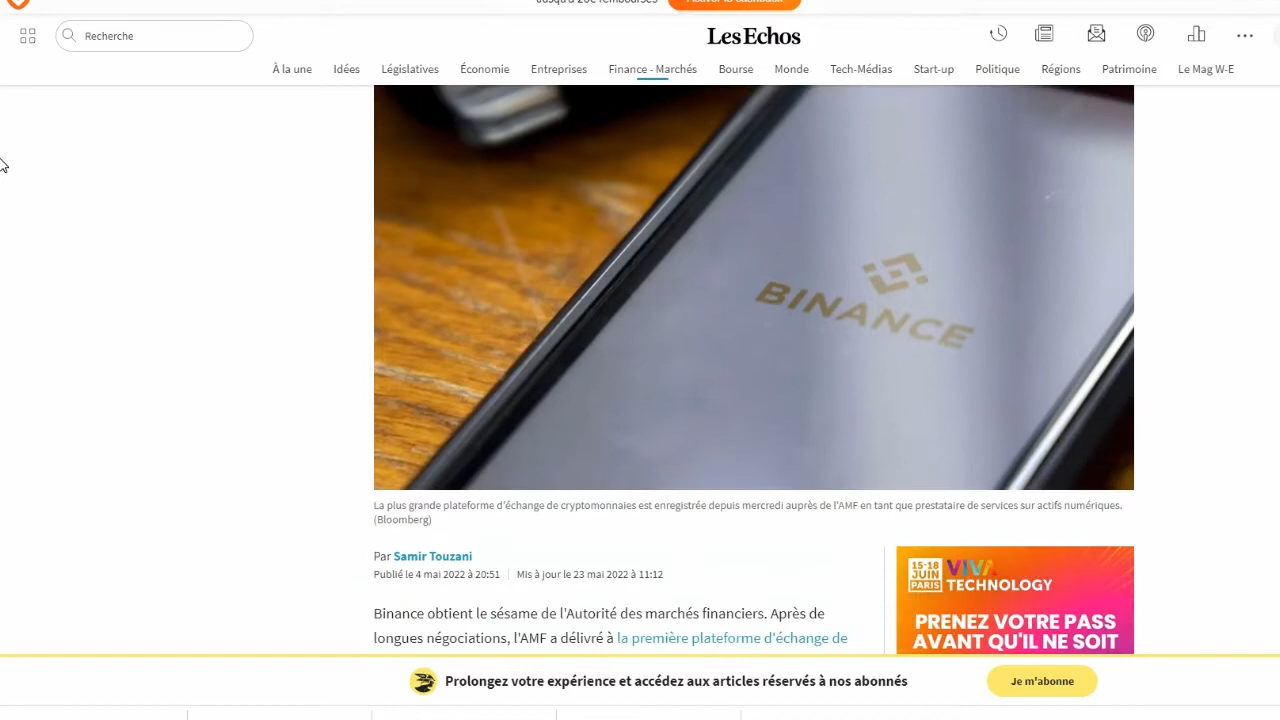 Recherche
Les Echos
À la une Idées Législatives Économie Entreprises Finance - Marchés Bourse Monde Tech-Médias Start-up Politique Régions Patrimoine Le Mag W-E
BINANCE
La plus grande plateforme d'échange de cryptomonnaies est enregistrée depuis mercredi auprès de l'AMF en tant que prestataire de services sur actifs numériques.
(Bloomberg)
Par Samir Touzani
Publié le 4 mai 2022 à 20:51 Mis à jour le 23 mai 2022 à 11:12
Binance obtient le sésame de l'Autorité des marchés financiers. Après de
longues négociations, l'AMF a délivré à la première plateforme d'échange de
15-18
JUIN
PARIS
VIVA
TECHNOLOGY
PRENEZ VOTRE PASS
AVANT QU'IL NE SOIT
Prolongez votre expérience et accédez aux articles réservés à nos abonnés
Je m'abonne